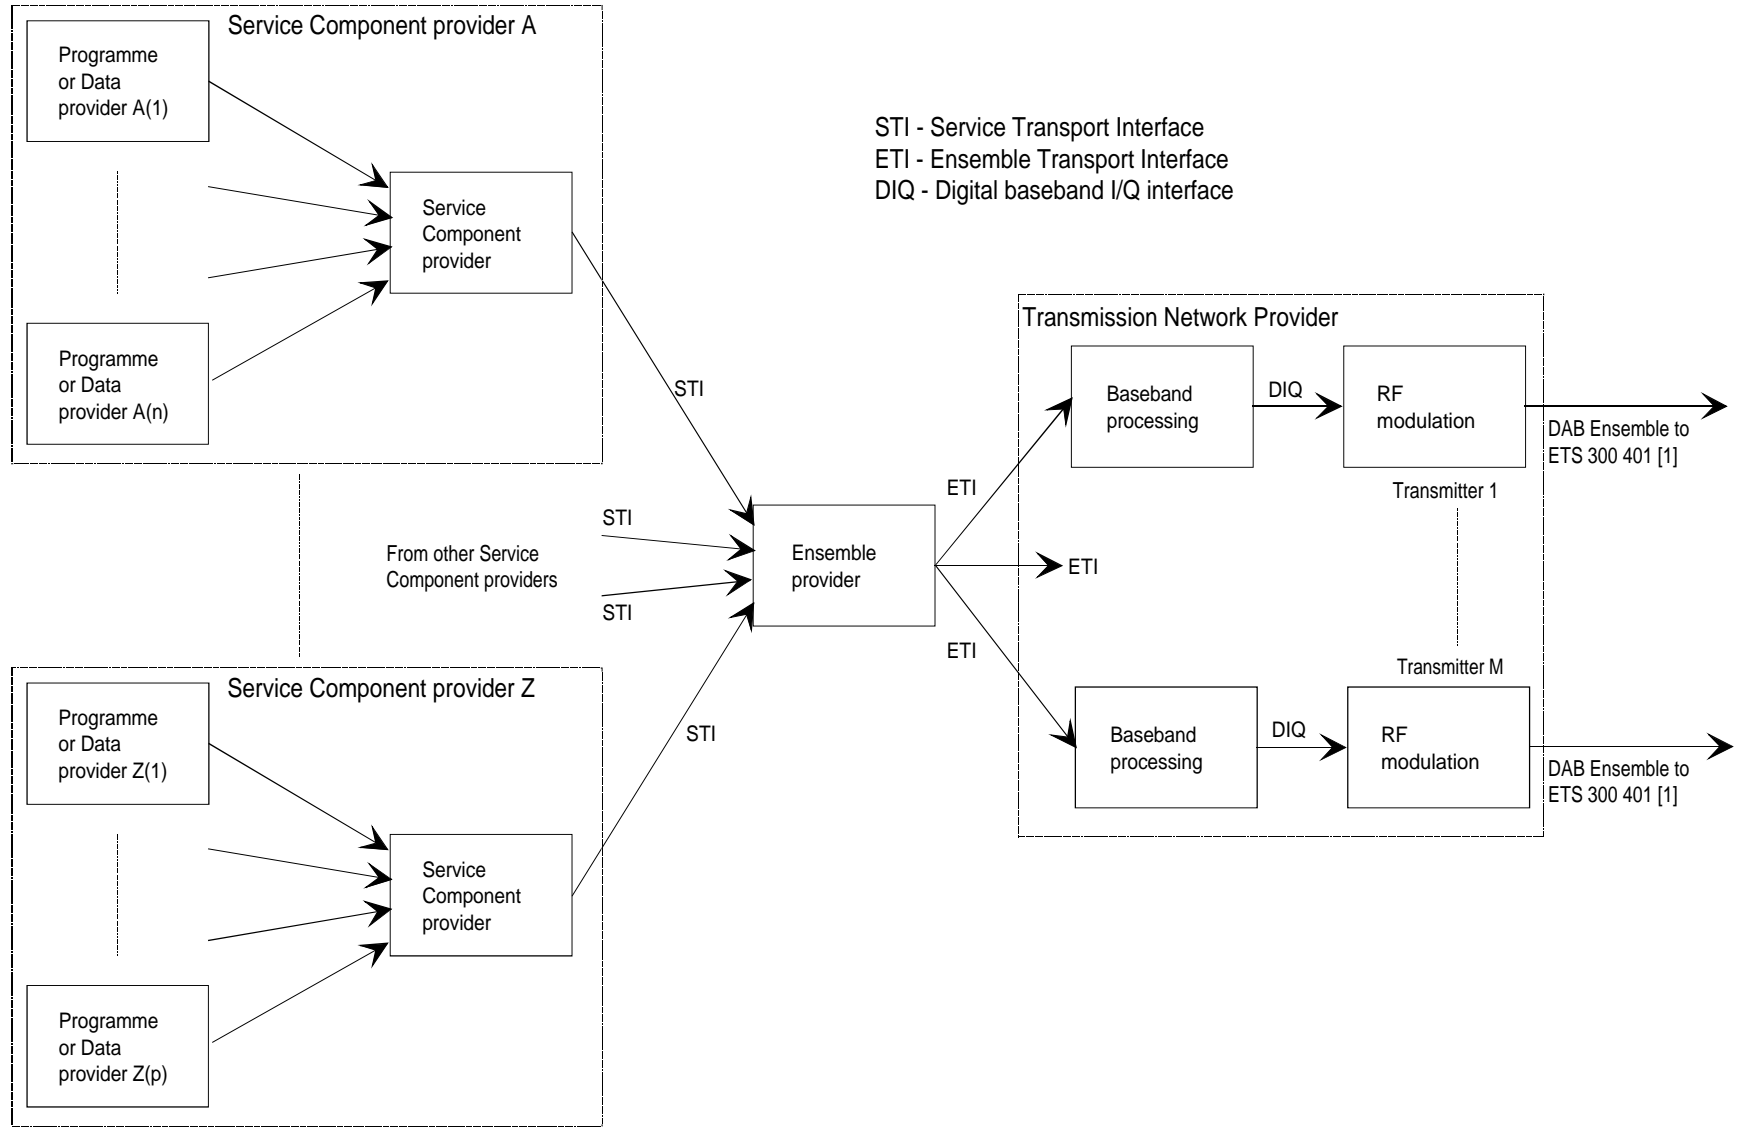 Service Component provider A
Programme
or Data
provider A(1)
Service
Component
provider
Programme
or Data
provider A(n)
STI - Service Transport Interface
ETI - Ensemble Transport Interface
DIQ - Digital baseband I/Q interface
STI
STI
From other Service
Component providers
STI
Ensemble
provider
ETI
ETI
ETI
Transmission Network Provider
Baseband
processing
DIQ
RF
modulation
DAB Ensemble to
ETS 300 401 [1]
Transmitter 1
Transmitter M
Baseband
processing
DIQ
RF
modulation
DAB Ensemble to
ETS 300 401 [1]
Service Component provider Z
Programme
or Data
provider Z(1)
STI
Service
Component
provider
Programme
or Data
provider Z(p)